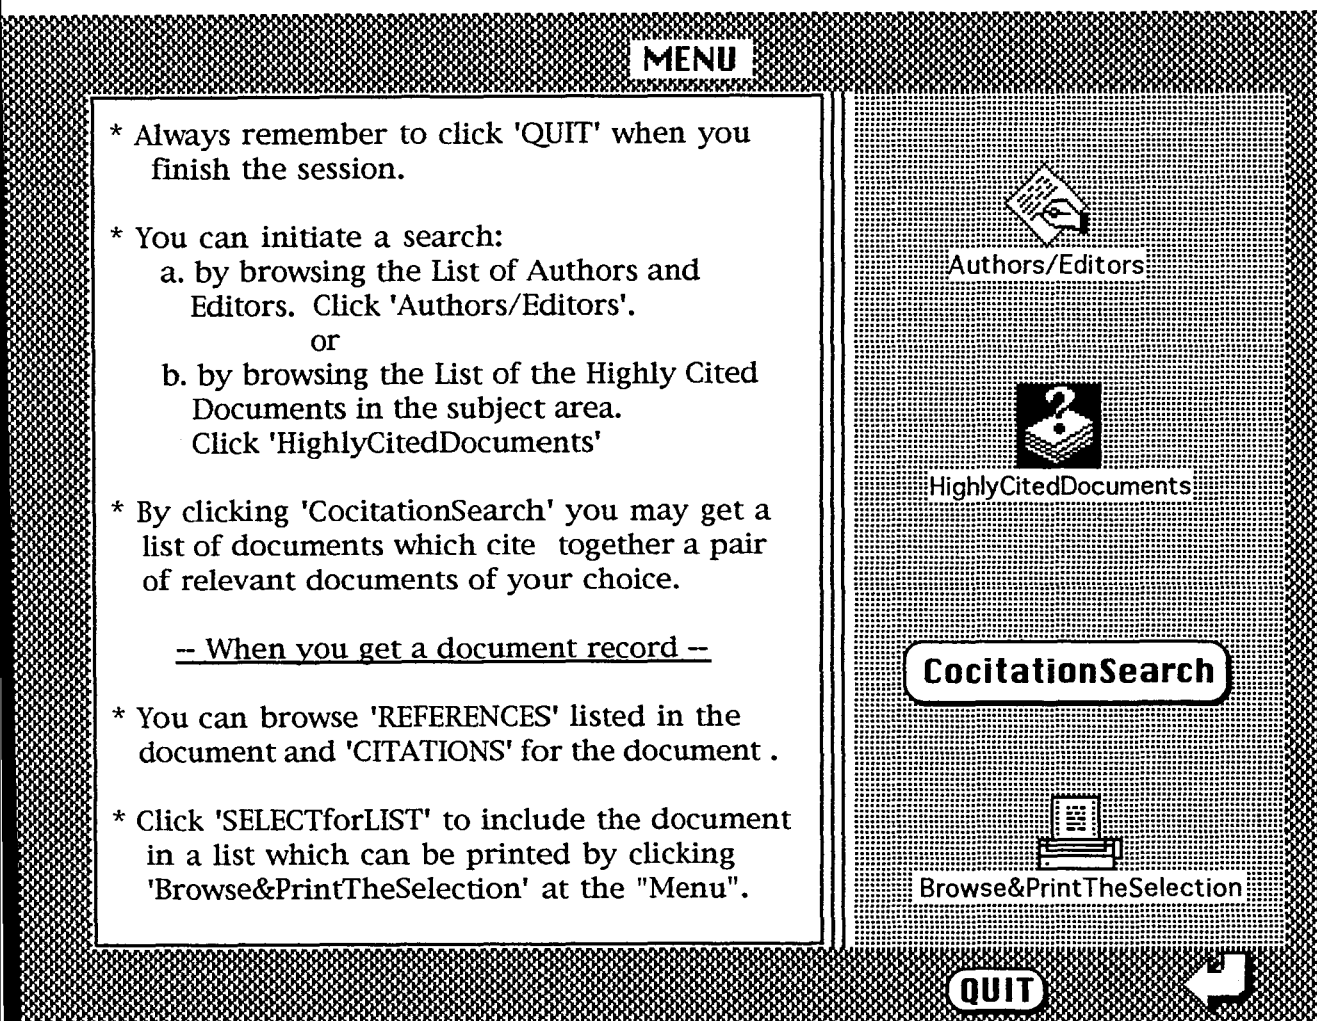 MENU
* Always remember to click 'QUIT' when you
finish the session.
* You can initiate a search:
a. by browsing the List of Authors and
Editors. Click 'Authors/Editors'.
or
b. by browsing the List of the Highly Cited
Documents in the subject area.
Click 'HighlyCitedDocuments'
* By clicking 'CocitationSearch' you may get a
list of documents which cite together a pair
of relevant documents of your choice.
-- When you get a document record --
* You can browse 'REFERENCES' listed in the
document and 'CITATIONS' for the document .
* Click 'SELECTforLIST' to include the document
in a list which can be printed by clicking
'Browse&PrintTheSelection' at the "Menu".
Authors/Editors
?
HighlyCitedDocuments
CocitationSearch
Browse&PrintTheSelection
QUIT